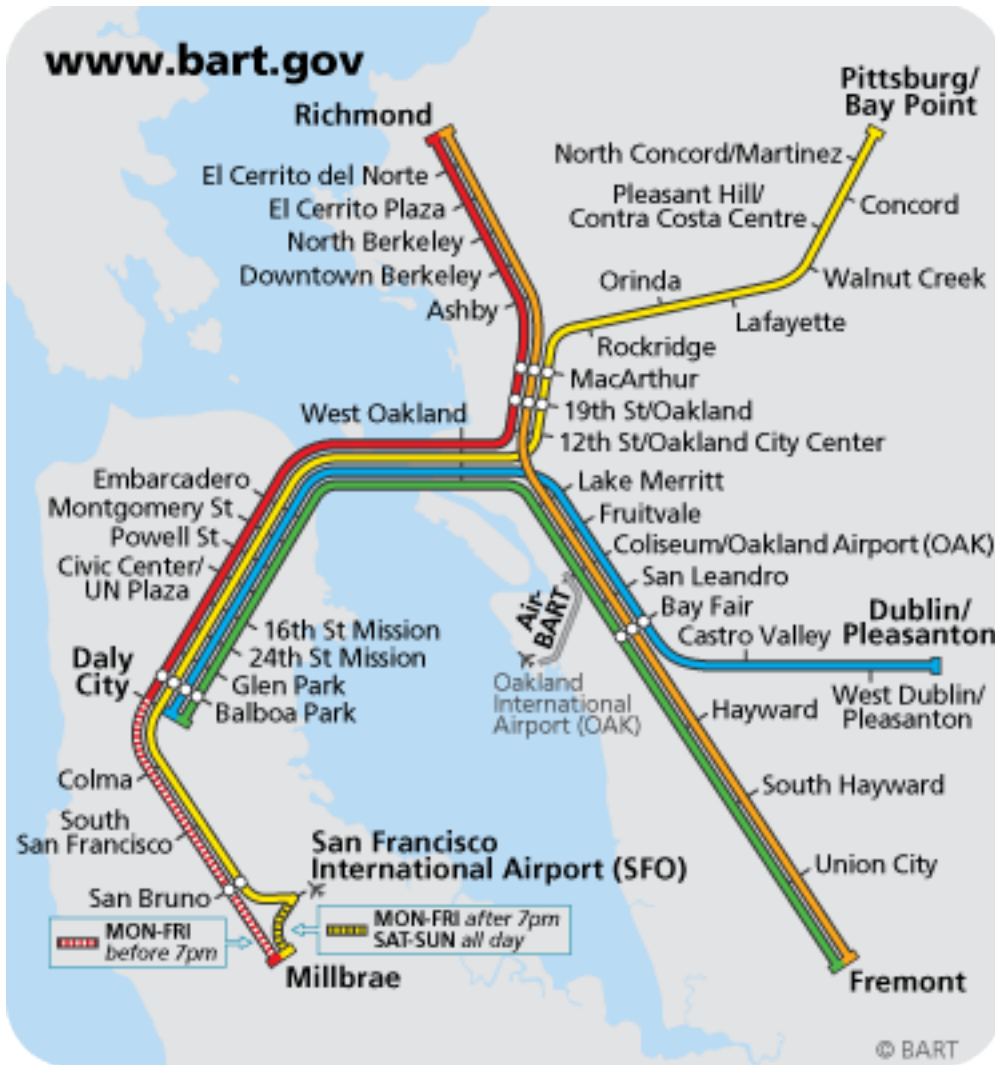 www.bart.gov
Richmond
Pittsburg/
Bay Point
El Cerrito del Norte
El Cerrito Plaza
North Berkeley
Downtown Berkeley
Ashby
North Concord/Martinez
Pleasant Hill/
Contra Costa Centre
Concord
Walnut Creek
Orinda
Lafayette
Rockridge
MacArthur
19th St/Oakland
12th St/Oakland City Center
West Oakland
Lake Merritt
Fruitvale
Coliseum/Oakland Airport (OAK)
San Leandro
Bay Fair
Castro Valley
Dublin/
Pleasanton
West Dublin/
Pleasanton
Air-
BART
Oakland
International
Airport (OAK)
Hayward
South Hayward
Union City
Fremont
Embarcadero
Montgomery St
Powell St
Civic Center/
UN Plaza
16th St Mission
24th St Mission
Glen Park
Balboa Park
Daly
City
Colma
South
San Francisco
San Bruno
San Francisco
International Airport (SFO)
MON-FRI
before 7pm
MON-FRI after 7pm
SAT-SUN all day
Millbrae
© BART